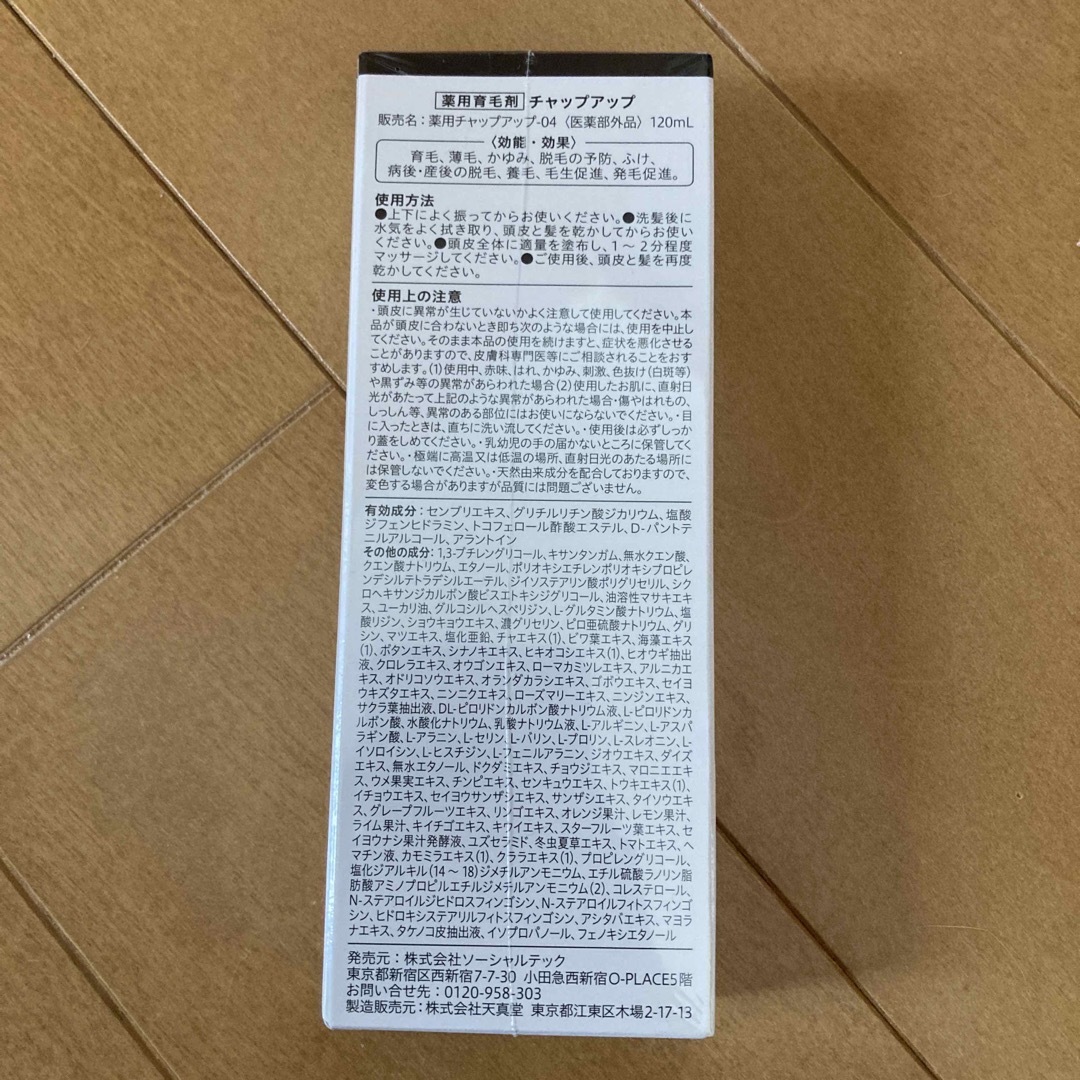 薬用育毛剤 チャップアップ
販売名：薬用チャップアップ-04〈医薬部外品〉120mL
〈効能・効果〉
育毛、薄毛、かゆみ、脱毛の予防、ふけ、
病後・産後の脱毛、養毛、毛生促進、発毛促進。
使用方法
●上下によく振ってからお使いください。●洗髪後に
水気をよく拭き取り、頭皮と髪を乾かしてからお使い
ください。●頭皮全体に適量を塗布し、1～2分程度
マッサージしてください。●ご使用後、頭皮と髪を再度
乾かしてください。
使用上の注意
・頭皮に異常が生じていないかよく注意して使用してください。本
品が頭皮に合わないとき即ち次のような場合には、使用を中止し
てください。そのまま本品の使用を続けますと、症状を悪化させる
ことがありますので、皮膚科専門医等にご相談されることをおす
すめします。(1)使用中、赤味、はれ、かゆみ、刺激、色抜け(白斑等)
や黒ずみ等の異常があらわれた場合(2)使用したお肌に、直射日
光があたって上記のような異常があらわれた場合・傷やはれもの、
しっしん等、異常のある部位にはお使いにならないでください。・目
に入ったときは、直ちに洗い流してください。・使用後は必ずしっか
り蓋をしめてください。・乳幼児の手の届かないところに保管してく
ださい。・極端に高温又は低温の場所、直射日光のあたる場所に
は保管しないでください。・天然由来成分を配合しておりますので、
変色する場合がありますが品質には問題ございません。
有効成分：センブリエキス、グリチルリチン酸ジカリウム、塩酸
ジフェンヒドラミン、トコフェロール酢酸エステル、D-パントテ
ニルアルコール、アラントイン
その他の成分：1,3-ブチレングリコール、キサンタンガム、無水クエン酸、
クエン酸ナトリウム、エタノール、ポリオキシエチレンポリオキシプロピレ
ンデシルテトラデシルエーテル、ジイソステアリン酸ポリグリセリル、シク
ロヘキサンジカルボン酸ビスエトキシジグリコール、油溶性マサキエキ
ス、ユーカリ油、グルコシルヘスペリジン、L-グルタミン酸ナトリウム、塩
酸リジン、ショウキョウエキス、濃グリセリン、ピロ亜硫酸ナトリウム、グリ
シン、マツエキス、塩化亜鉛、チャエキス(1)、ビワ葉エキス、海藻エキス
(1)、ボタンエキス、シナノキエキス、ヒキオコシエキス(1)、ヒオウギ抽出
液、クロレラエキス、オウゴンエキス、ローマカミツレエキス、アルニカエ
キス、オドリコソウエキス、オランダカラシエキス、ゴボウエキス、セイヨ
ウキズタエキス、ニンニクエキス、ローズマリーエキス、ニンジンエキス、
サクラ葉抽出液、DL-ピロリドンカルボン酸ナトリウム液、L-ピロリドンカ
ルボン酸、水酸化ナトリウム、乳酸ナトリウム液、L-アルギニン、L-アスパ
ラギン酸、L-アラニン、L-セリン、L-バリン、L-プロリン、L-スレオニン、L-
イソロイシン、L-ヒスチジン、L-フェニルアラニン、ジオウエキス、ダイズ
エキス、無水エタノール、ドクダミエキス、チョウジエキス、マロニエエキ
ス、ウメ果実エキス、チンピエキス、センキュウエキス、トウキエキス(1)、
イチョウエキス、セイヨウサンザシエキス、サンザシエキス、タイソウエキ
ス、グレープフルーツエキス、リンゴエキス、オレンジ果汁、レモン果汁、
ライム果汁、キイチゴエキス、キウイエキス、スターフルーツ葉エキス、セ
イヨウナシ果汁発酵液、ユズセラミド、冬虫夏草エキス、トマトエキス、ヘ
マチン液、カモミラエキス(1)、クララエキス(1)、プロピレングリコール、
塩化ジアルキル(14～18)ジメチルアンモニウム、エチル硫酸ラノリン脂
肪酸アミノプロピルエチルジメチルアンモニウム(2)、コレステロール、
N-ステアロイルジヒドロスフィンゴシン、N-ステアロイルフィトスフィンゴ
シン、ヒドロキシステアリルフィトスフィンゴシン、アシタバエキス、マヨラ
ナエキス、タケノコ皮抽出液、イソプロパノール、フェノキシエタノール
発売元：株式会社ソーシャルテック
東京都新宿区西新宿7-7-30 小田急西新宿O-PLACE5階
お問い合せ先：0120-958-303
製造販売元：株式会社天真堂 東京都江東区木場2-17-13